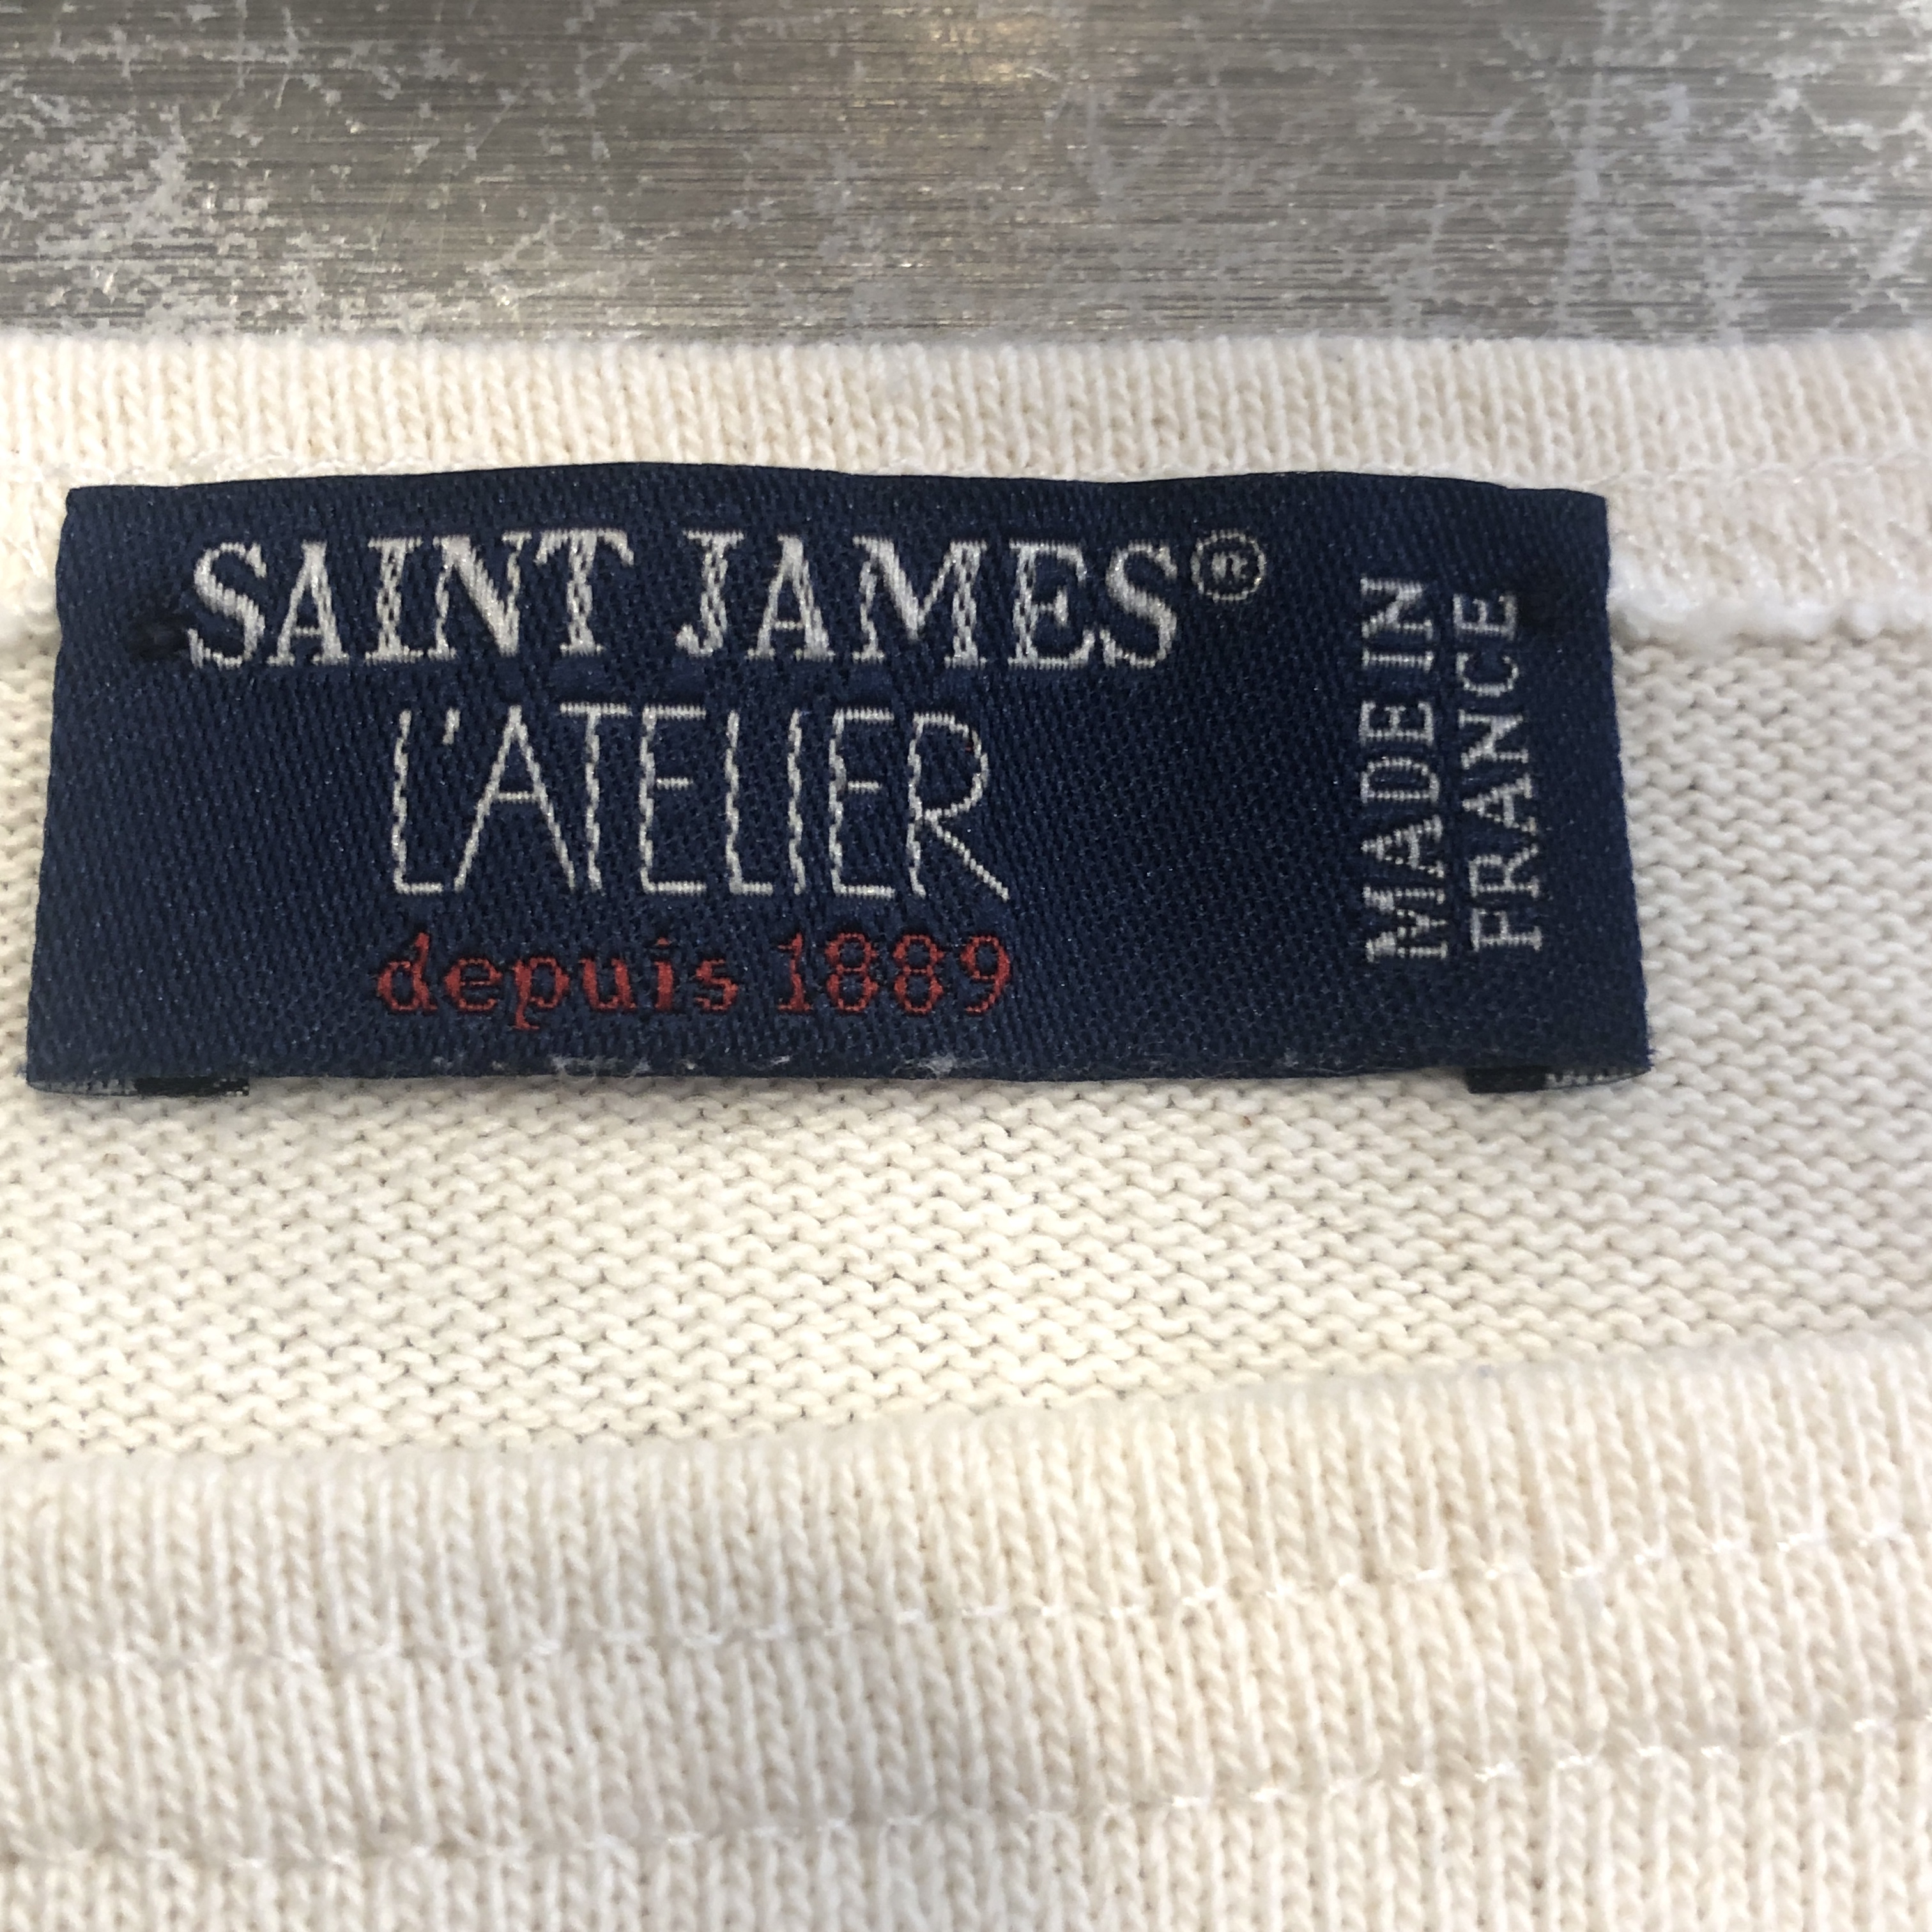 SAINT JAMES®
L'ATELIER
depuis 1889
MADE IN
FRANCE